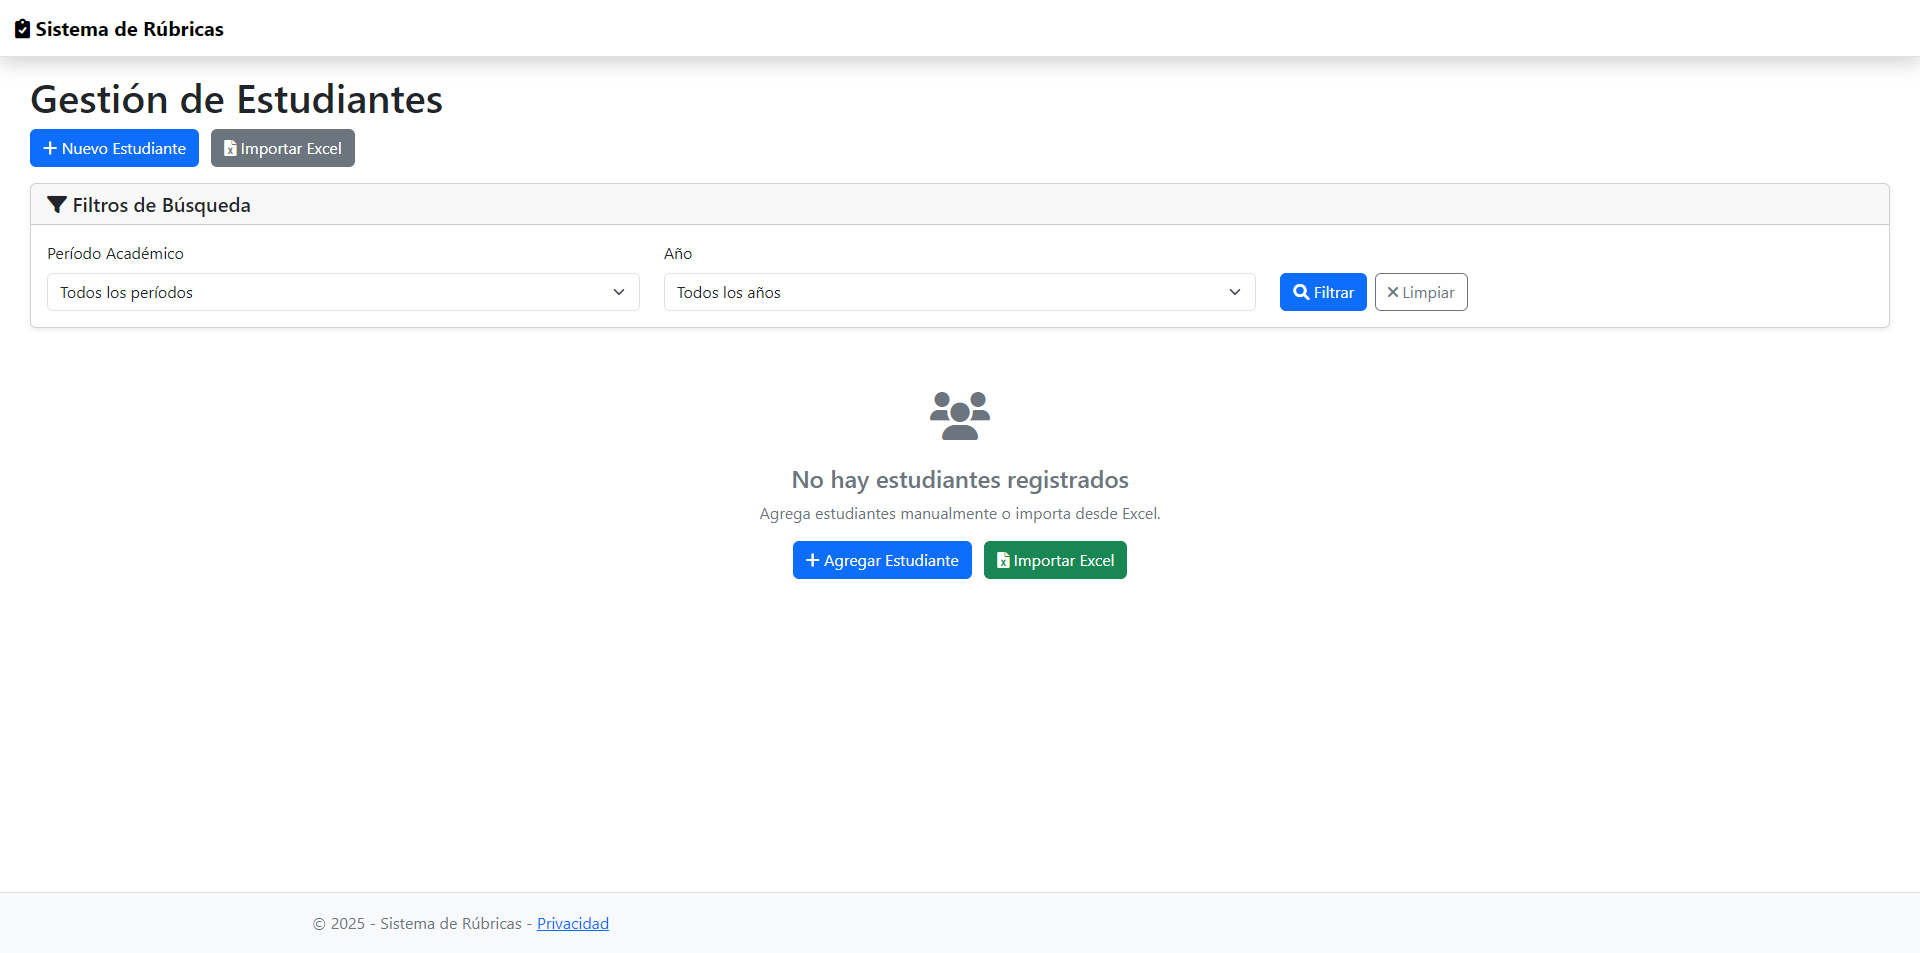 Sistema de Rúbricas
Gestión de Estudiantes
Nuevo Estudiante Importar Excel
Filtros de Búsqueda
Período Académico Año
Todos los períodos Todos los años Filtrar Limpiar
No hay estudiantes registrados
Agrega estudiantes manualmente o importa desde Excel.
Agregar Estudiante Importar Excel
© 2025 - Sistema de Rúbricas - Privacidad